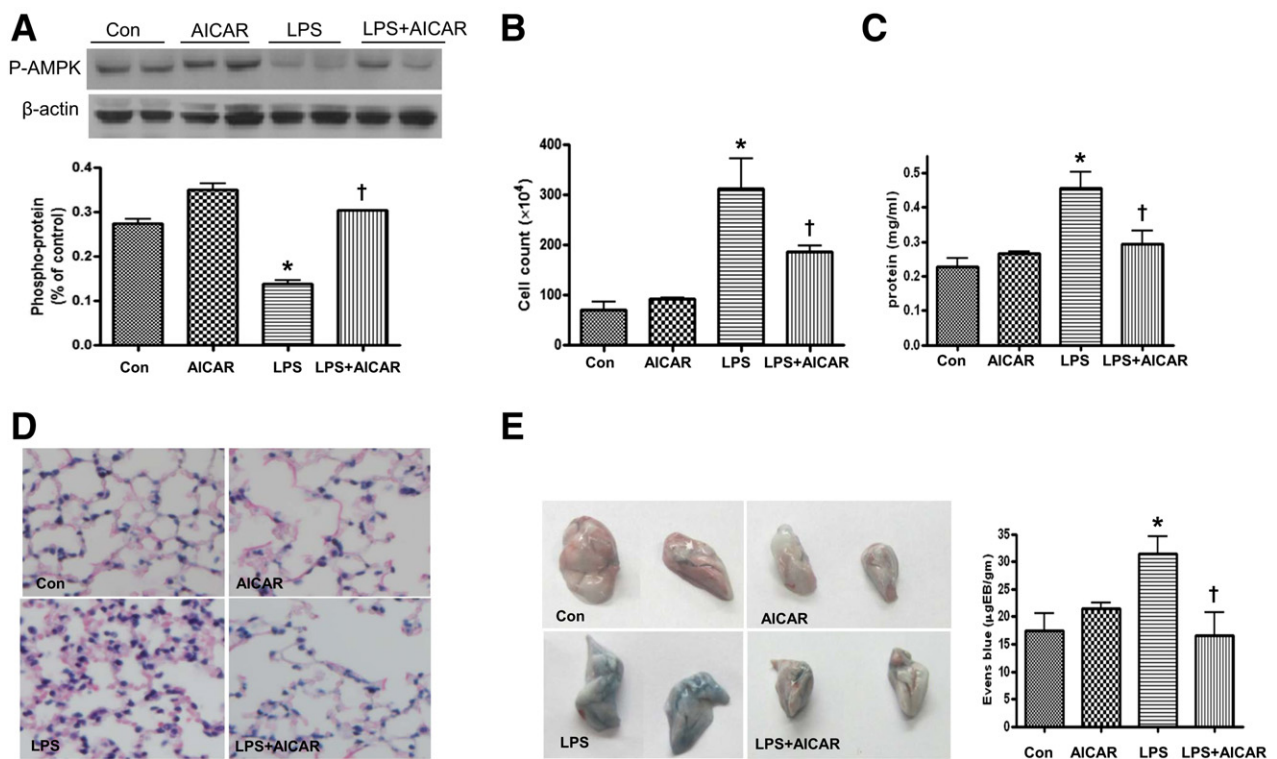 A
Con AICAR LPS LPS+AICAR
P-AMPK
β-actin
Phospho-protein
(% of control)
0.4
0.3
0.2
0.1
0.0
*
†
Con AICAR LPS LPS+AICAR
B
Cell count (×10⁴)
400
300
200
100
0
*
†
Con AICAR LPS LPS+AICAR
C
protein (mg/ml)
0.5
0.4
0.3
0.2
0.1
0.0
*
†
Con AICAR LPS LPS+AICAR
D
Con
AICAR
LPS
LPS+AICAR
E
Con
AICAR
LPS
LPS+AICAR
Evens blue (μgEB/gm)
35
30
25
20
15
10
5
0
*
†
Con AICAR LPS LPS+AICAR